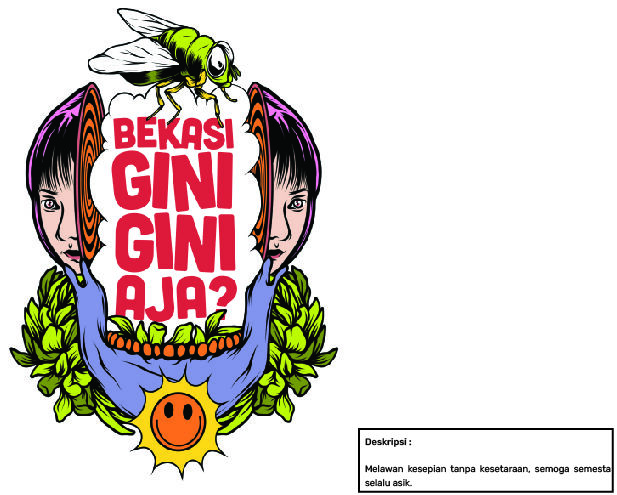 BEKASI
GINI
GINI
AJA?
Deskripsi :
Melawan kesepian tanpa kesetaraan, semoga semesta
selalu asik.